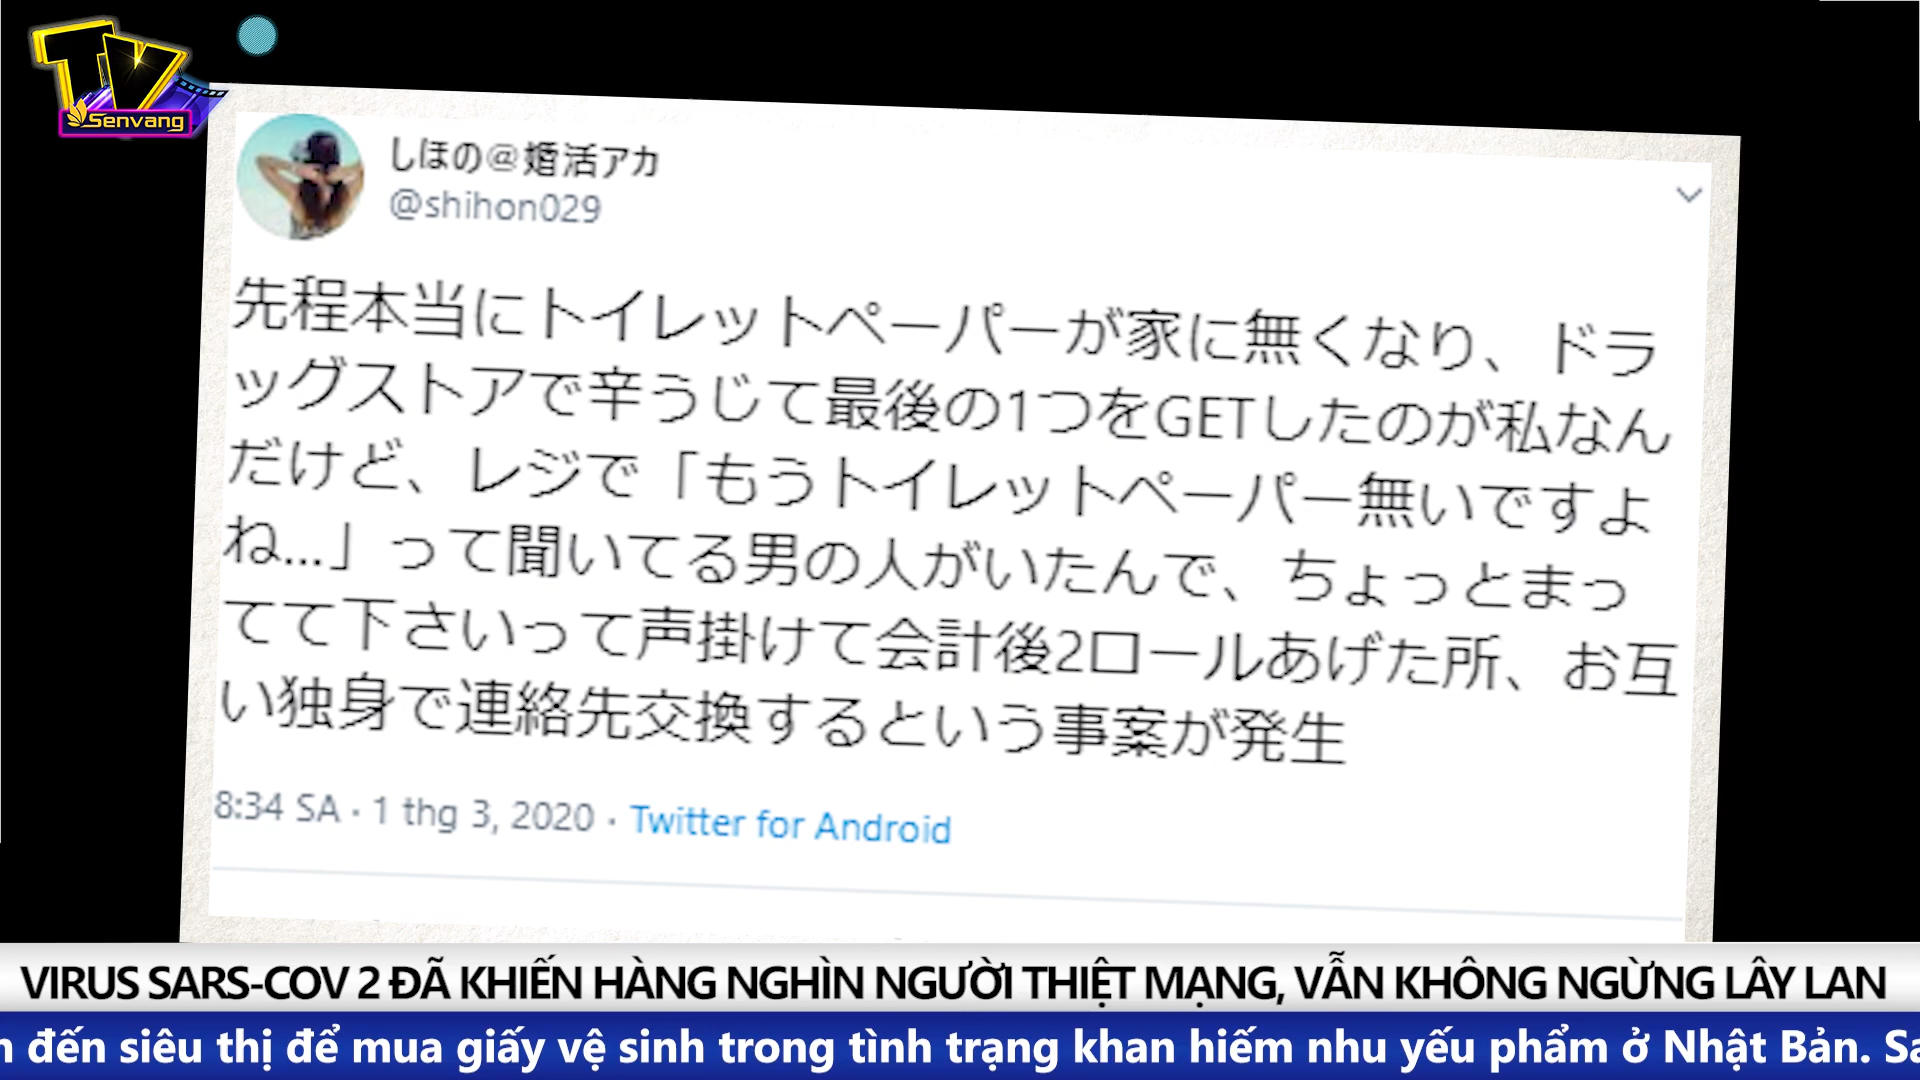 TV
Senvang
しほの@婚活アカ
@shihon029
先程本当にトイレットペーパーが家に無くなり、ドラ
ッグストアで辛うじて最後の1つをGETしたのが私なん
だけど、レジで「もうトイレットペーパー無いですよ
ね...」って聞いてる男の人がいたんで、ちょっとまっ
てて下さいって声掛けて会計後2ロールあげた所、お互
い独身で連絡先交換するという事案が発生
8:34 SA · 1 thg 3, 2020 · Twitter for Android
VIRUS SARS-COV 2 ĐÃ KHIẾN HÀNG NGHÌN NGƯỜI THIỆT MẠNG, VẪN KHÔNG NGỪNG LÂY LAN
đến siêu thị để mua giấy vệ sinh trong tình trạng khan hiếm nhu yếu phẩm ở Nhật Bản.